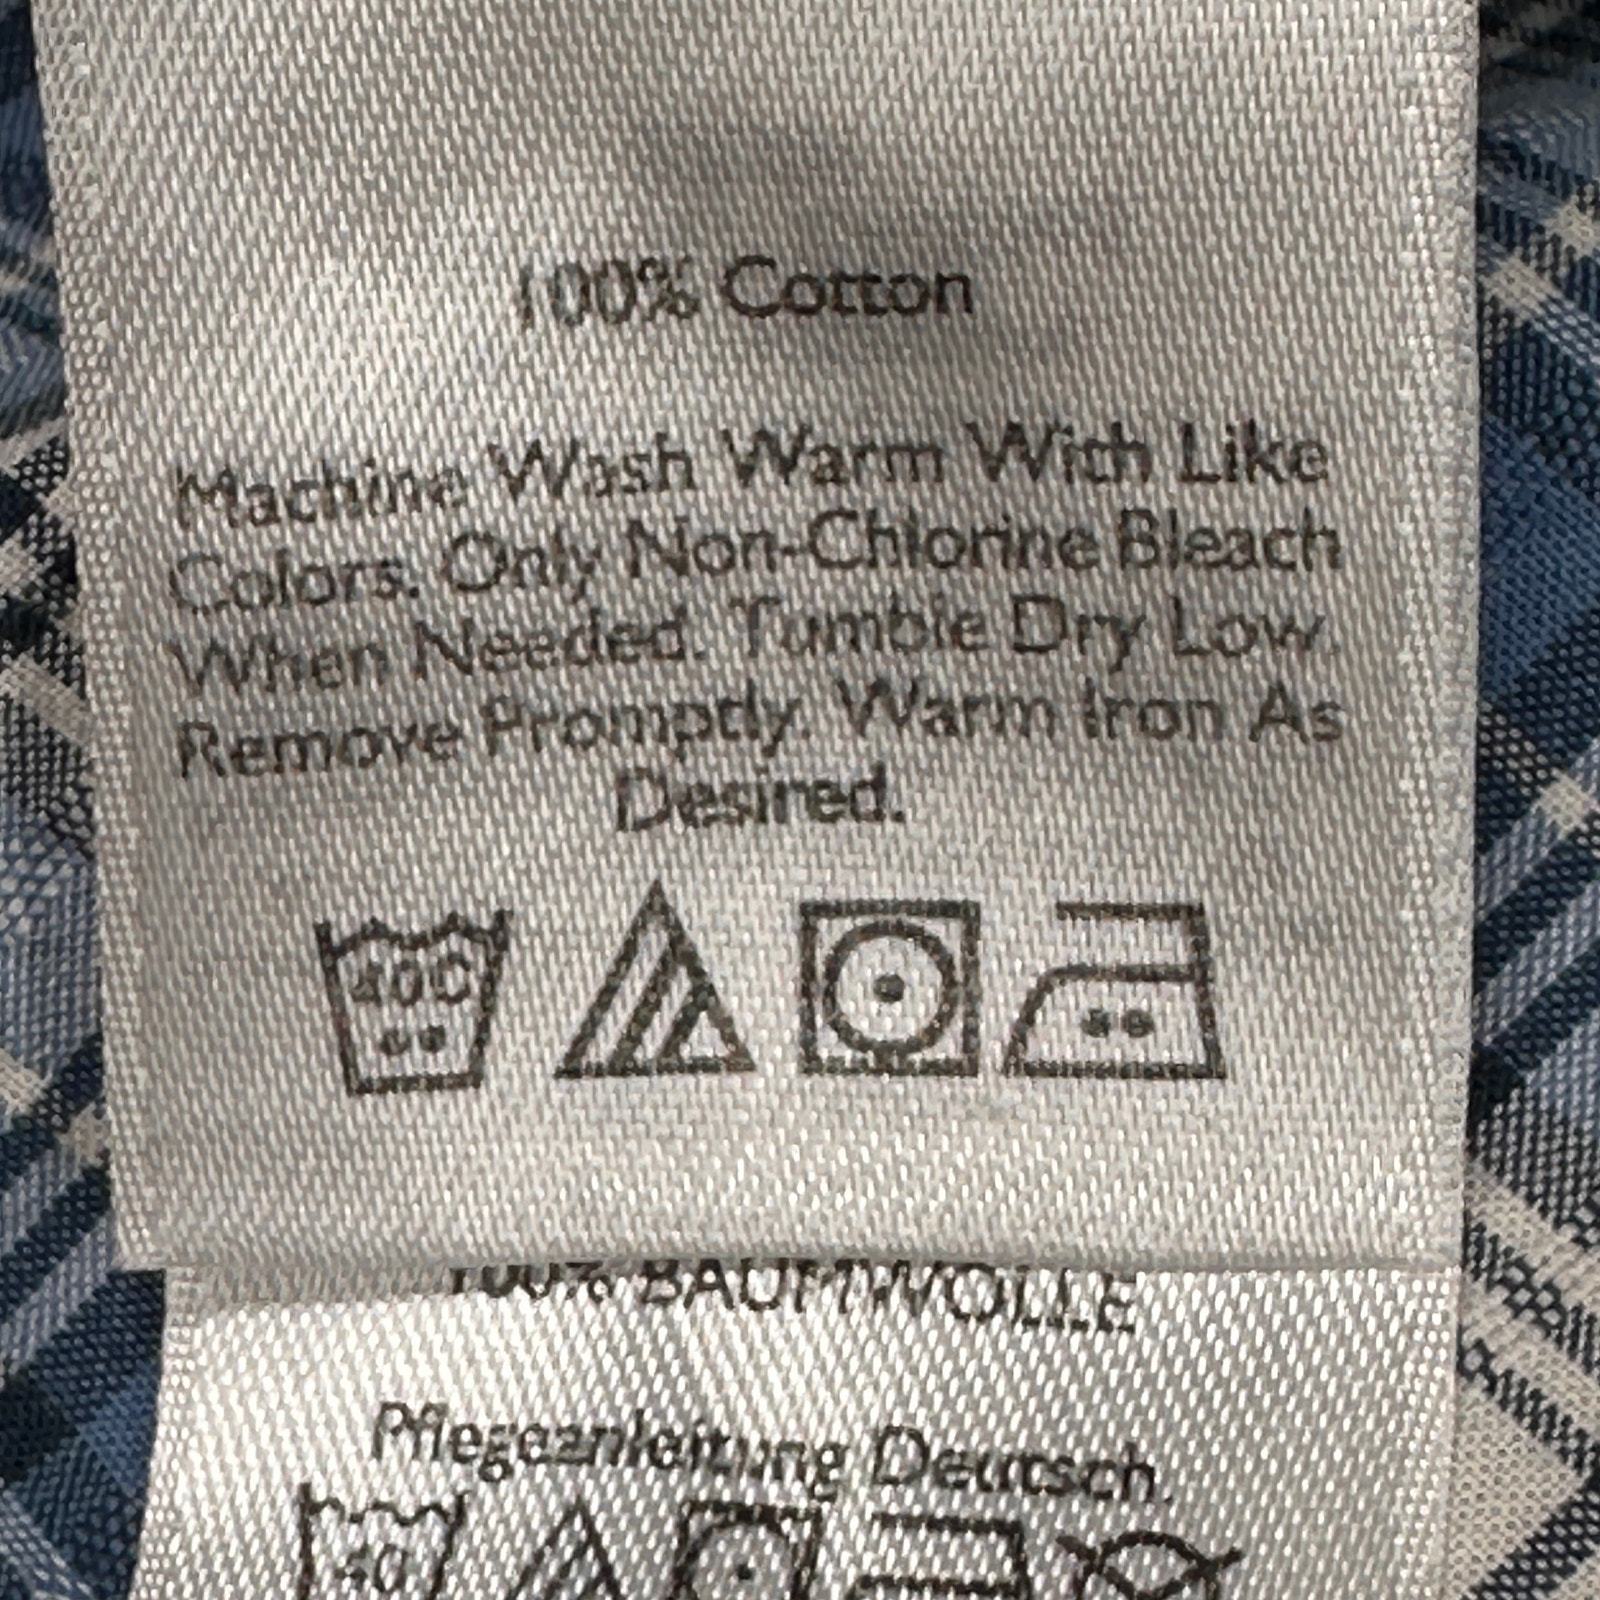 100% Cotton
Machine Wash Warm With Like
Colors. Only Non-Chlorine Bleach
When Needed. Tumble Dry Low.
Remove Promptly. Warm Iron As
Desired.
40C
100% BAUMWOLLE
Pflegeanleitung Deutsch.
40